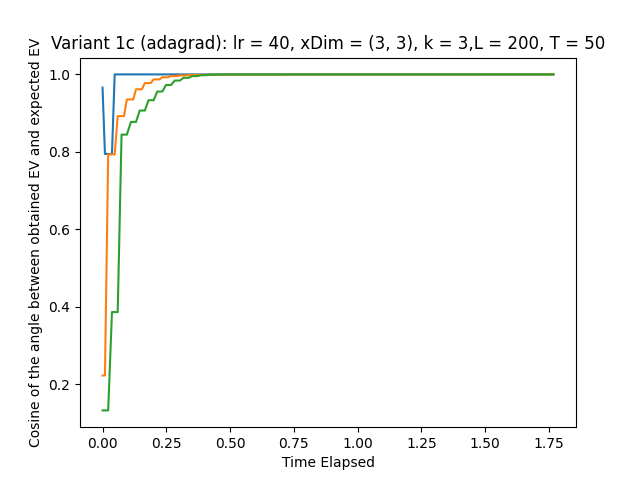 Variant 1c (adagrad): lr = 40, xDim = (3, 3), k = 3,L = 200, T = 50
Cosine of the angle between obtained EV and expected EV
1.0
0.8
0.6
0.4
0.2
0.00 0.25 0.50 0.75 1.00 1.25 1.50 1.75
Time Elapsed